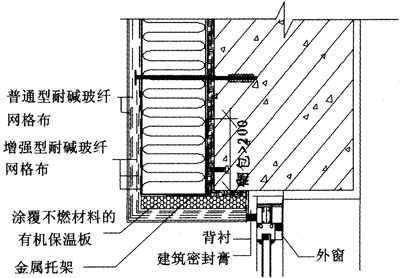 普通型耐碱玻纤
网格布
增强型耐碱玻纤
网格布
涂覆不燃材料的
有机保温板
金属托架
翻包>200
背衬
建筑密封膏
外窗